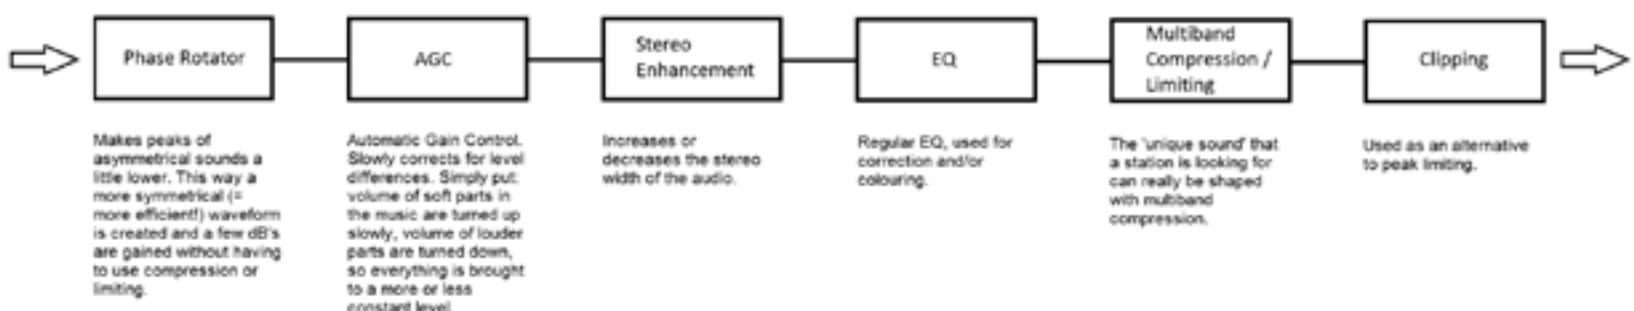 Phase Rotator
AGC
Stereo
Enhancement
EQ
Multiband
Compression /
Limiting
Clipping
Makes peaks of
asymmetrical sounds a
little lower. This way a
more symmetrical (=
more efficient!) waveform
is created and a few dB's
are gained without having
to use compression or
limiting.
Automatic Gain Control.
Slowly corrects for level
differences. Simply put:
volume of soft parts in
the music are turned up
slowly, volume of louder
parts are turned down,
so everything is brought
to a more or less
constant level.
Increases or
decreases the stereo
width of the audio.
Regular EQ, used for
correction and/or
colouring.
The 'unique sound' that
a station is looking for
can really be shaped
with multiband
compression.
Used as an alternative
to peak limiting.